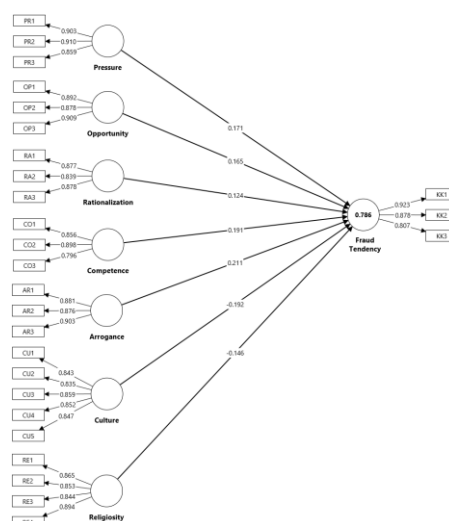 PR1
0.903
PR2
0.910
PR3
0.859
Pressure
OP1
0.892
OP2
0.878
OP3
0.909
Opportunity
RA1
0.877
RA2
0.839
RA3
0.878
Rationalization
CO1
0.856
CO2
0.898
CO3
0.796
Competence
AR1
0.881
AR2
0.876
AR3
0.903
Arrogance
CU1
0.843
CU2
0.835
CU3
0.859
CU4
0.852
CU5
0.847
Culture
RE1
0.865
RE2
0.853
RE3
0.844
0.894
Religiosity
0.171
0.165
0.124
0.191
0.211
-0.192
-0.146
0.786
Fraud
Tendency
0.923
KK1
0.878
KK2
0.807
KK3